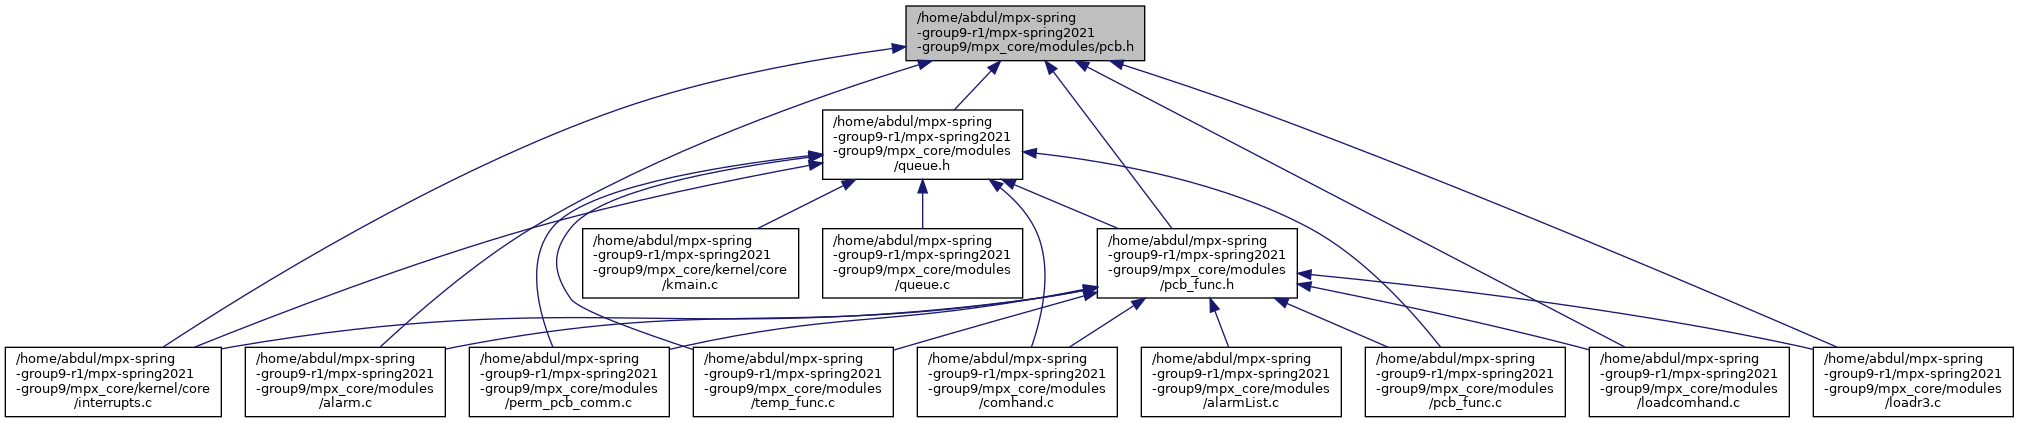 /home/abdul/mpx-spring
-group9-r1/mpx-spring2021
-group9/mpx_core/modules/pcb.h
/home/abdul/mpx-spring
-group9-r1/mpx-spring2021
-group9/mpx_core/modules
/queue.h
/home/abdul/mpx-spring
-group9-r1/mpx-spring2021
-group9/mpx_core/kernel/core
/kmain.c
/home/abdul/mpx-spring
-group9-r1/mpx-spring2021
-group9/mpx_core/modules
/queue.c
/home/abdul/mpx-spring
-group9-r1/mpx-spring2021
-group9/mpx_core/modules
/pcb_func.h
/home/abdul/mpx-spring
-group9-r1/mpx-spring2021
-group9/mpx_core/kernel/core
/interrupts.c
/home/abdul/mpx-spring
-group9-r1/mpx-spring2021
-group9/mpx_core/modules
/alarm.c
/home/abdul/mpx-spring
-group9-r1/mpx-spring2021
-group9/mpx_core/modules
/perm_pcb_comm.c
/home/abdul/mpx-spring
-group9-r1/mpx-spring2021
-group9/mpx_core/modules
/temp_func.c
/home/abdul/mpx-spring
-group9-r1/mpx-spring2021
-group9/mpx_core/modules
/comhand.c
/home/abdul/mpx-spring
-group9-r1/mpx-spring2021
-group9/mpx_core/modules
/alarmList.c
/home/abdul/mpx-spring
-group9-r1/mpx-spring2021
-group9/mpx_core/modules
/pcb_func.c
/home/abdul/mpx-spring
-group9-r1/mpx-spring2021
-group9/mpx_core/modules
/loadcomhand.c
/home/abdul/mpx-spring
-group9-r1/mpx-spring2021
-group9/mpx_core/modules
/loadr3.c